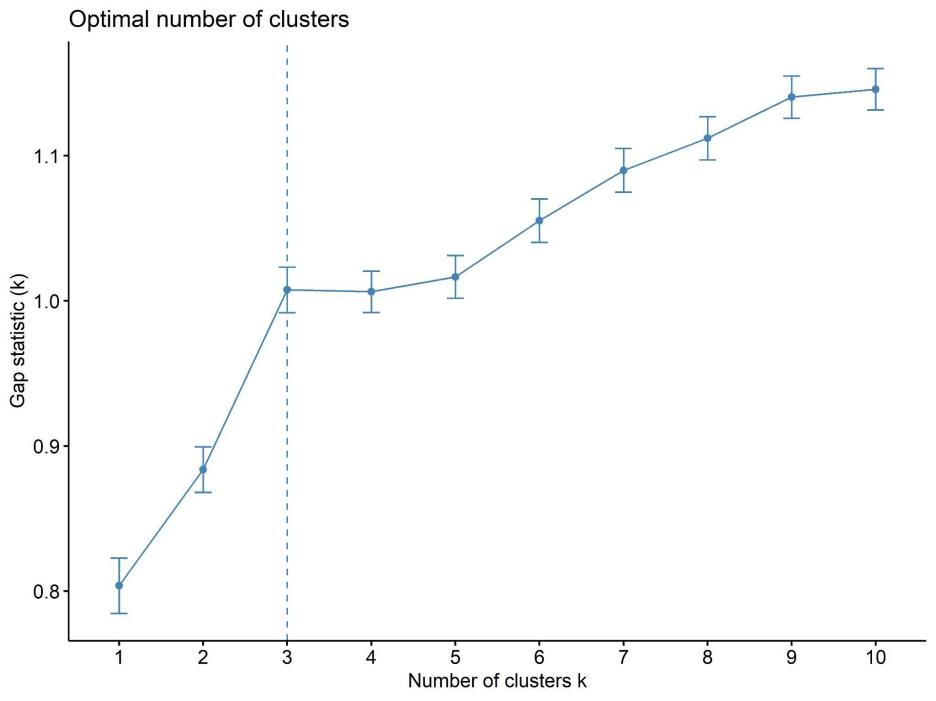 Optimal number of clusters
Gap statistic (k)
1.1
1.0
0.9
0.8
1 2 3 4 5 6 7 8 9 10
Number of clusters k